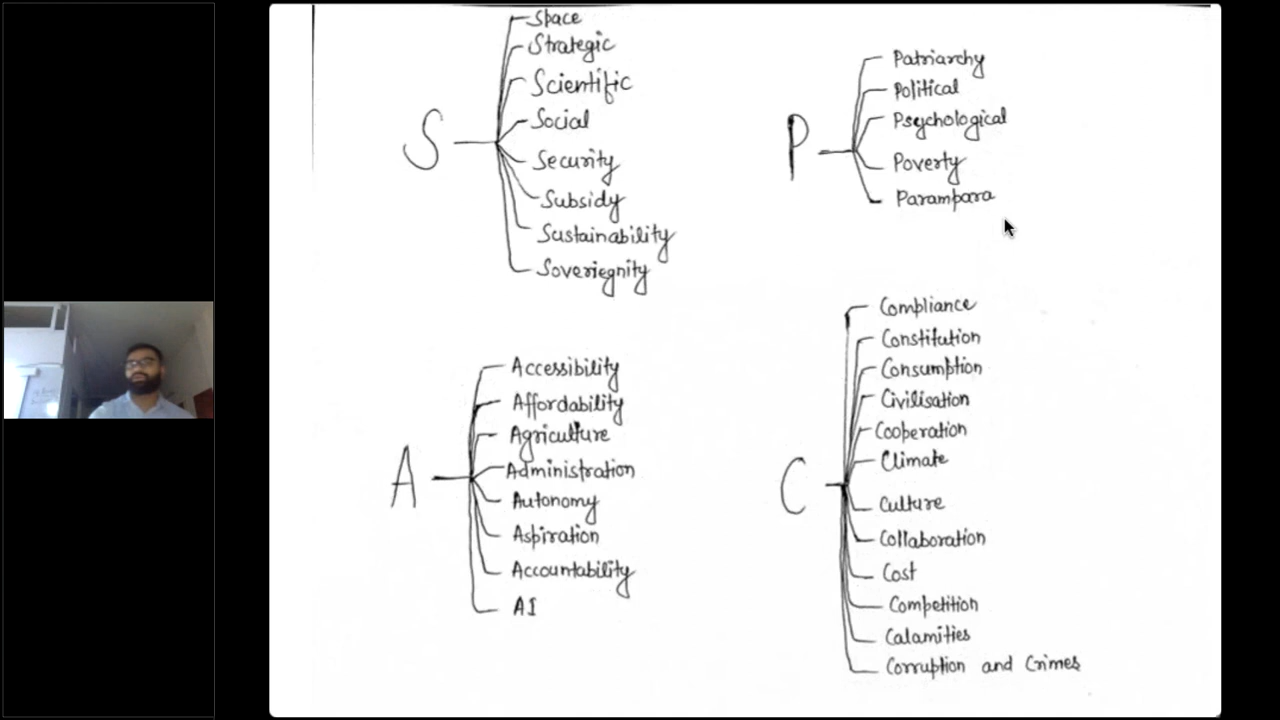 S
Space
Strategic
Scientific
Social
Security
Subsidy
Sustainability
Soveriegnity
P
Patriarchy
Political
Psychological
Poverty
Parampara
A
Accessibility
Affordability
Agriculture
Administration
Autonomy
Aspiration
Accountability
AI
C
Compliance
Constitution
Consumption
Civilisation
Cooperation
Climate
Culture
Collaboration
Cost
Competition
Calamities
Corruption and Crimes